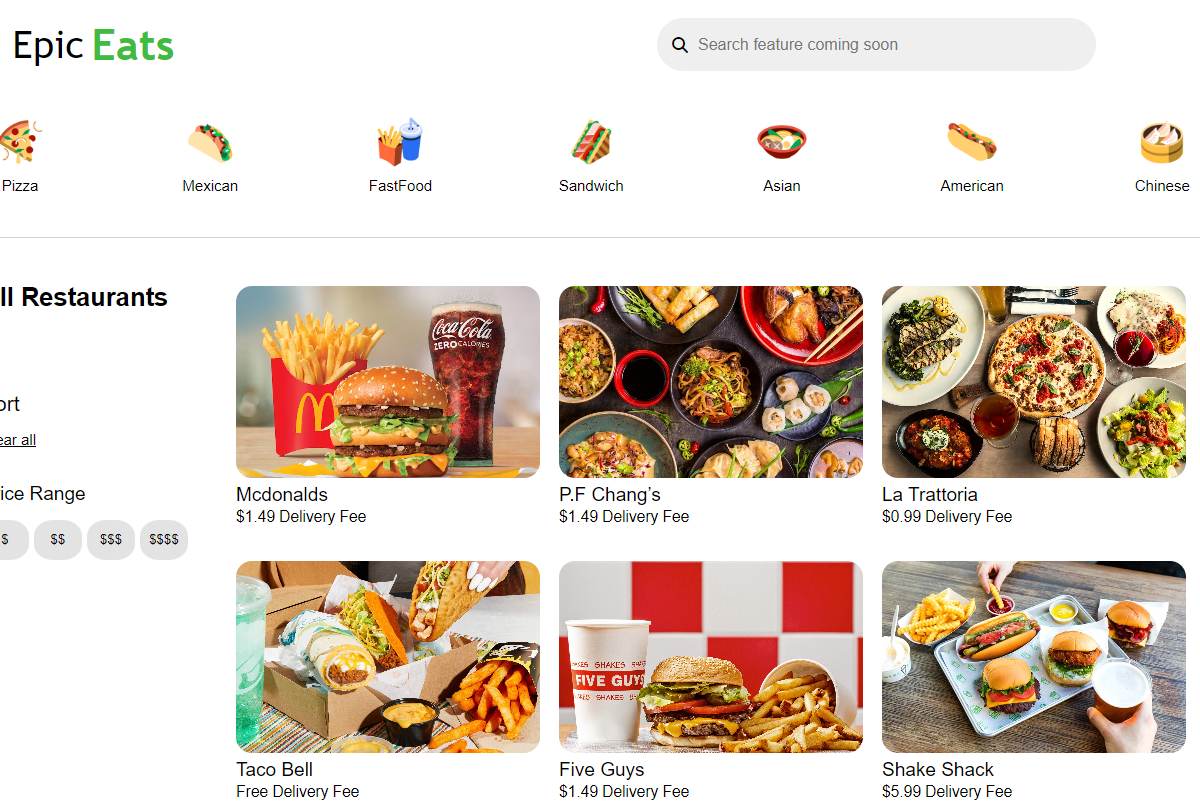 Epic Eats
Search feature coming soon
Pizza
Mexican
FastFood
Sandwich
Asian
American
Chinese
ll Restaurants
ort
ear all
ice Range
$
$$
$$$
$$$$
Coca-Cola
ZERO CALORIES
Mcdonalds
$1.49 Delivery Fee
P.F Chang's
$1.49 Delivery Fee
La Trattoria
$0.99 Delivery Fee
SHAKES SHAKES
FIVE GUYS
SHAKES
Taco Bell
Free Delivery Fee
Five Guys
$1.49 Delivery Fee
Shake Shack
$5.99 Delivery Fee